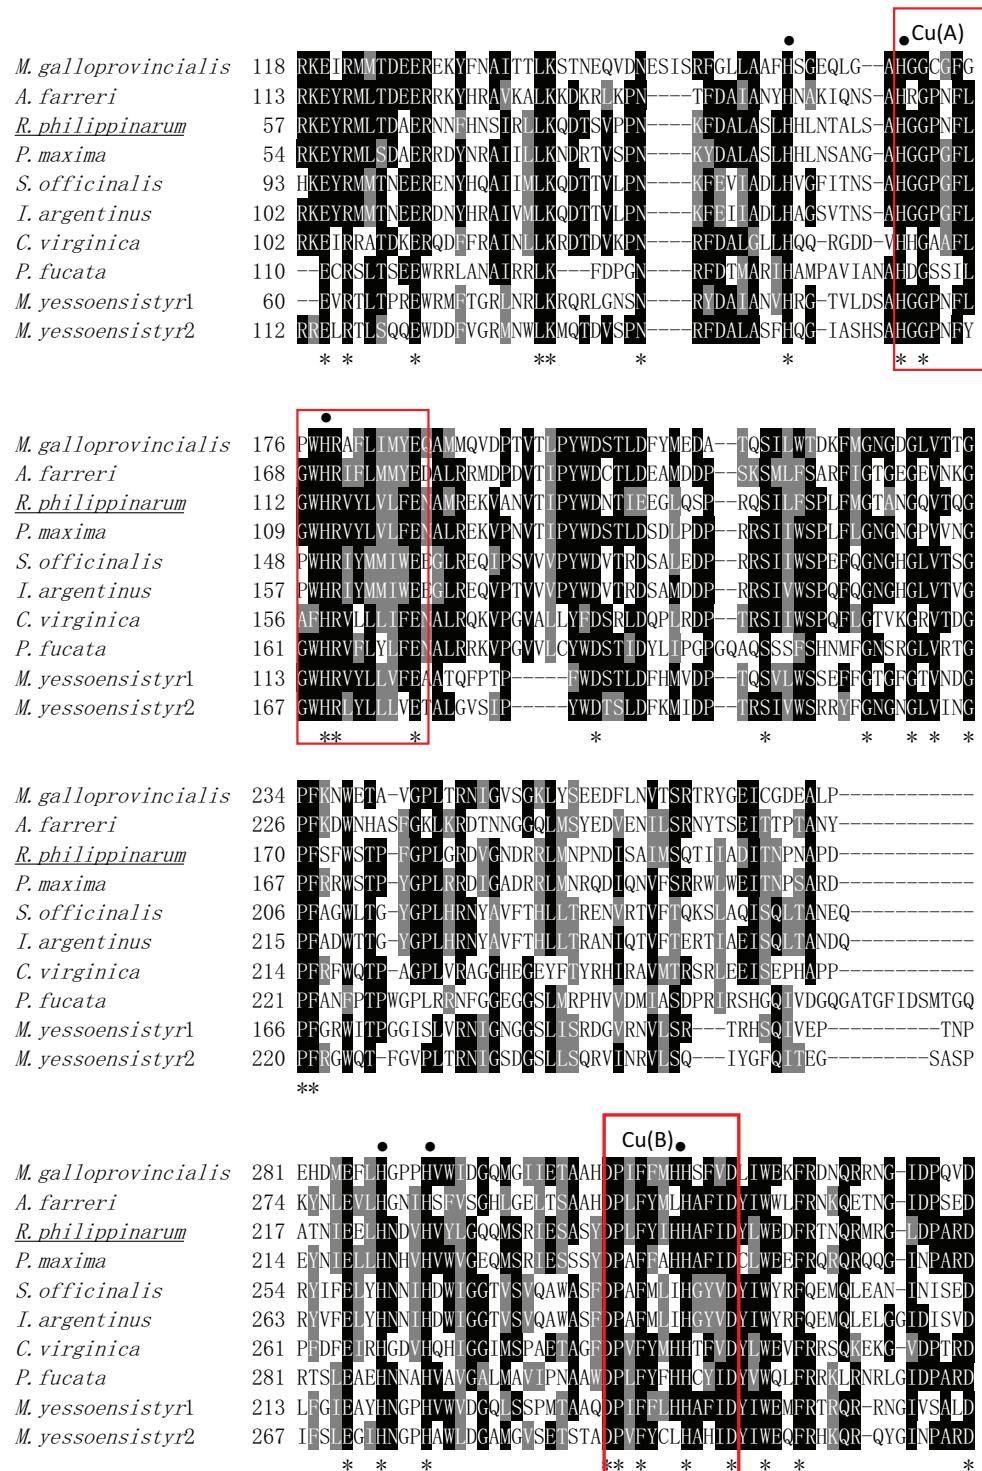 Cu(A)
M. galloprovincialis 118 RKEIRMMTDEEREKYFNAITTLKSTNEQVDNESISRFGLLAAFHSGEQLG--AHGGCGFG
A. farreri 113 RKEYRMLTDEERRKYHRAVKALKKDKRLKPN----TFDAIANYHNAKIQNS-AHRGPNFL
R. philippinarum 57 RKEYRMLTDAERNNFHNSIRLLKQDTSVPPN----KFDALASLHHLNTALS-AHGGPNFL
P. maxima 54 RKEYRMLSDAERRDYNRAIILLKNDRTVSPN----KYDALASLHHLNSANG-AHGGPGFL
S. officinalis 93 HKEYRMMTNEERENYHQAIIMLKQDTTVLPN----KFEVIADLHVGFITNS-AHGGPGFL
I. argentinus 102 RKEYRMMTNEERDNYHRAIVMLKQDTTVLPN----KFEIIADLHAGSVTNS-AHGGPGFL
C. virginica 102 RKEIRRATDKERQDFFRAINLLKRDTDVKPN----RFDALGLLHQQ-RGDD-VHHGAAFL
P. fucata 110 --ECRSLTSEEWRRLANAIRRLK---FDPGN----RFDTMARIHAMPAVIANAHDGSSIL
M. yessoensistyr1 60 --EVRTLTPREWRMFTGRLNRLKRQRLGNSN----RYDAIANVHRG-TVLDSAHGGPNFL
M. yessoensistyr2 112 RRELRTLSQQEWDDFVGRMNWLKMQTDVSPN----RFDALASFHQG-IASHSAHGGPNFY
* * * ** * * * *
M. galloprovincialis 176 PWHRAFLIMYEQAMMQVDPTVTLPYWDSTLDFYMEDA--TQSILWTDKFMGNGDGLVTTG
A. farreri 168 GWHRIFLMMYEDALRRMDPDVTIPYWDCTLDEAMDDP--SKSMLFSARFIGTGEGEVNKG
R. philippinarum 112 GWHRVYLVLFENAMREKVANVTIPYWDNTIEEGLQSP--RQSILFSPLFMGTANGQVTQG
P. maxima 109 GWHRVYLVLFENALREKVPNVTIPYWDSTLDSDLPDP--RRSIIWSPLFLGNGNGPVVNG
S. officinalis 148 PWHRIYMMIWEEGLREQIPSVVVPYWDVTRDSALEDP--RRSIIWSPEFQGNGHGLVTSG
I. argentinus 157 PWHRIYMMIWEEGLREQVPTVVVPYWDVTRDSAMDDP--RRSIIWSPQFQGNGHGLVTVG
C. virginica 156 AFHRVLLLIFENALRQKVPGVALLYFDSRLDQPLRDP--TRSIIWSPQFLGTVKGRVTDG
P. fucata 161 GWHRVFLYLFENALRRKVPGVVLCYWDSTIDYLIPGPGQAQSSSFSHNMFGNSRGLVRTG
M. yessoensistyr1 113 GWHRVYLLVFEAATQFPTP-----FWDSTLDFHMVDP--TQSVLWSSEFFGTGFGTVNDG
M. yessoensistyr2 167 GWHRLYLLLVETALGVSIP-----YWDTSLDFKMIDP--TRSIVWSRRYFGNGNGLVING
** * * * * * * *
M. galloprovincialis 234 PFKNWETA-VGPLTRNIGVSGKLYSEEDFLNVTSRTRYGEICGDEALP------------
A. farreri 226 PFKDWNHASFGKLKRDTNNGGQLMSYEDVENILSRNYTSEITTPTANY------------
R. philippinarum 170 PFSFWSTP-FGPLGRDVGNDRRLMNPNDISAIMSQTIIADITNPNAPD------------
P. maxima 167 PFRRWSTP-YGPLRRDIGADRRLMNRQDIQNVFSRRWLWEITNPSARD------------
S. officinalis 206 PFAGWLTG-YGPLHRNYAVFTHLLTRENVRTVFTQKSLAQISQLTANEQ-----------
I. argentinus 215 PFADWTTG-YGPLHRNYAVFTHLLTRANIQTVFTERTIAEISQLTANDQ-----------
C. virginica 214 PFRFWQTP-AGPLVRAGGHEGEYFTYRHIRAVMTRSRLEEISEPHAPP------------
P. fucata 221 PFANFPTPWGPLRRNFGGEGGSLMRPHVVDMIASDPRIRSHGQIVDGQGATGFIDSMTGQ
M. yessoensistyr1 166 PFGRWITPGGISLVRNIGNGGSLISRDGVRNVLSR---TRHSQIVEP----------TNP
M. yessoensistyr2 220 PFRGWQT-FGVPLTRNIGSDGSLLSQRVINRVLSQ---IYGFQITEG---------SASP
**
Cu(B)
M. galloprovincialis 281 EHDMEFLHGPPHVWIDGQMGIIETAAHDPIFFMHHSFVDLIWEKFRDNQRRNG-IDPQVD
A. farreri 274 KYNLEVLHGNIHSFVSGHLGELTSAAHDPLFYMLHAFIDYIWWLFRNKQETNG-IDPSED
R. philippinarum 217 ATNIEELHNDVHVYLGQQMSRIESASYDPLFYIHHAFIDYLWEDFRTNQRMRG-LDPARD
P. maxima 214 EYNIELLHNHVHVWVGEQMSRIESSSYDPAFFAHHAFIDCLWEEFRQRQRQQG-INPARD
S. officinalis 254 RYIFELYHNNIHDWIGGTVSVQAWASFDPAFMLIHGYVDYIWYRFQEMQLEAN-INISED
I. argentinus 263 RYVFELYHNNIHDWIGGTVSVQAWASFDPAFMLIHGYVDYIWYRFQEMQLELGGIDISVD
C. virginica 261 PFDFEIRHGDVHQHIGGIMSPAETAGFDPVFYMHHTFVDYLWEVFRRSQKEKG-VDPTRD
P. fucata 281 RTSLEAEHNNAHVAVGALMAVIPNAAWDPLFYFHHCYIDYVWQLFRRKLRNRLGIDPARD
M. yessoensistyr1 213 LFGIEAYHNGPHVWVDGQLSSPMTAAQDPIFFLHHAFIDYIWEMFRTRQR-RNGIVSALD
M. yessoensistyr2 267 IFSLEGIHNGPHAWLDGAMGVSETSTADPVFYCLHAHIDYIWEQFRHKQR-QYGINPARD
* * * ** * * * * *